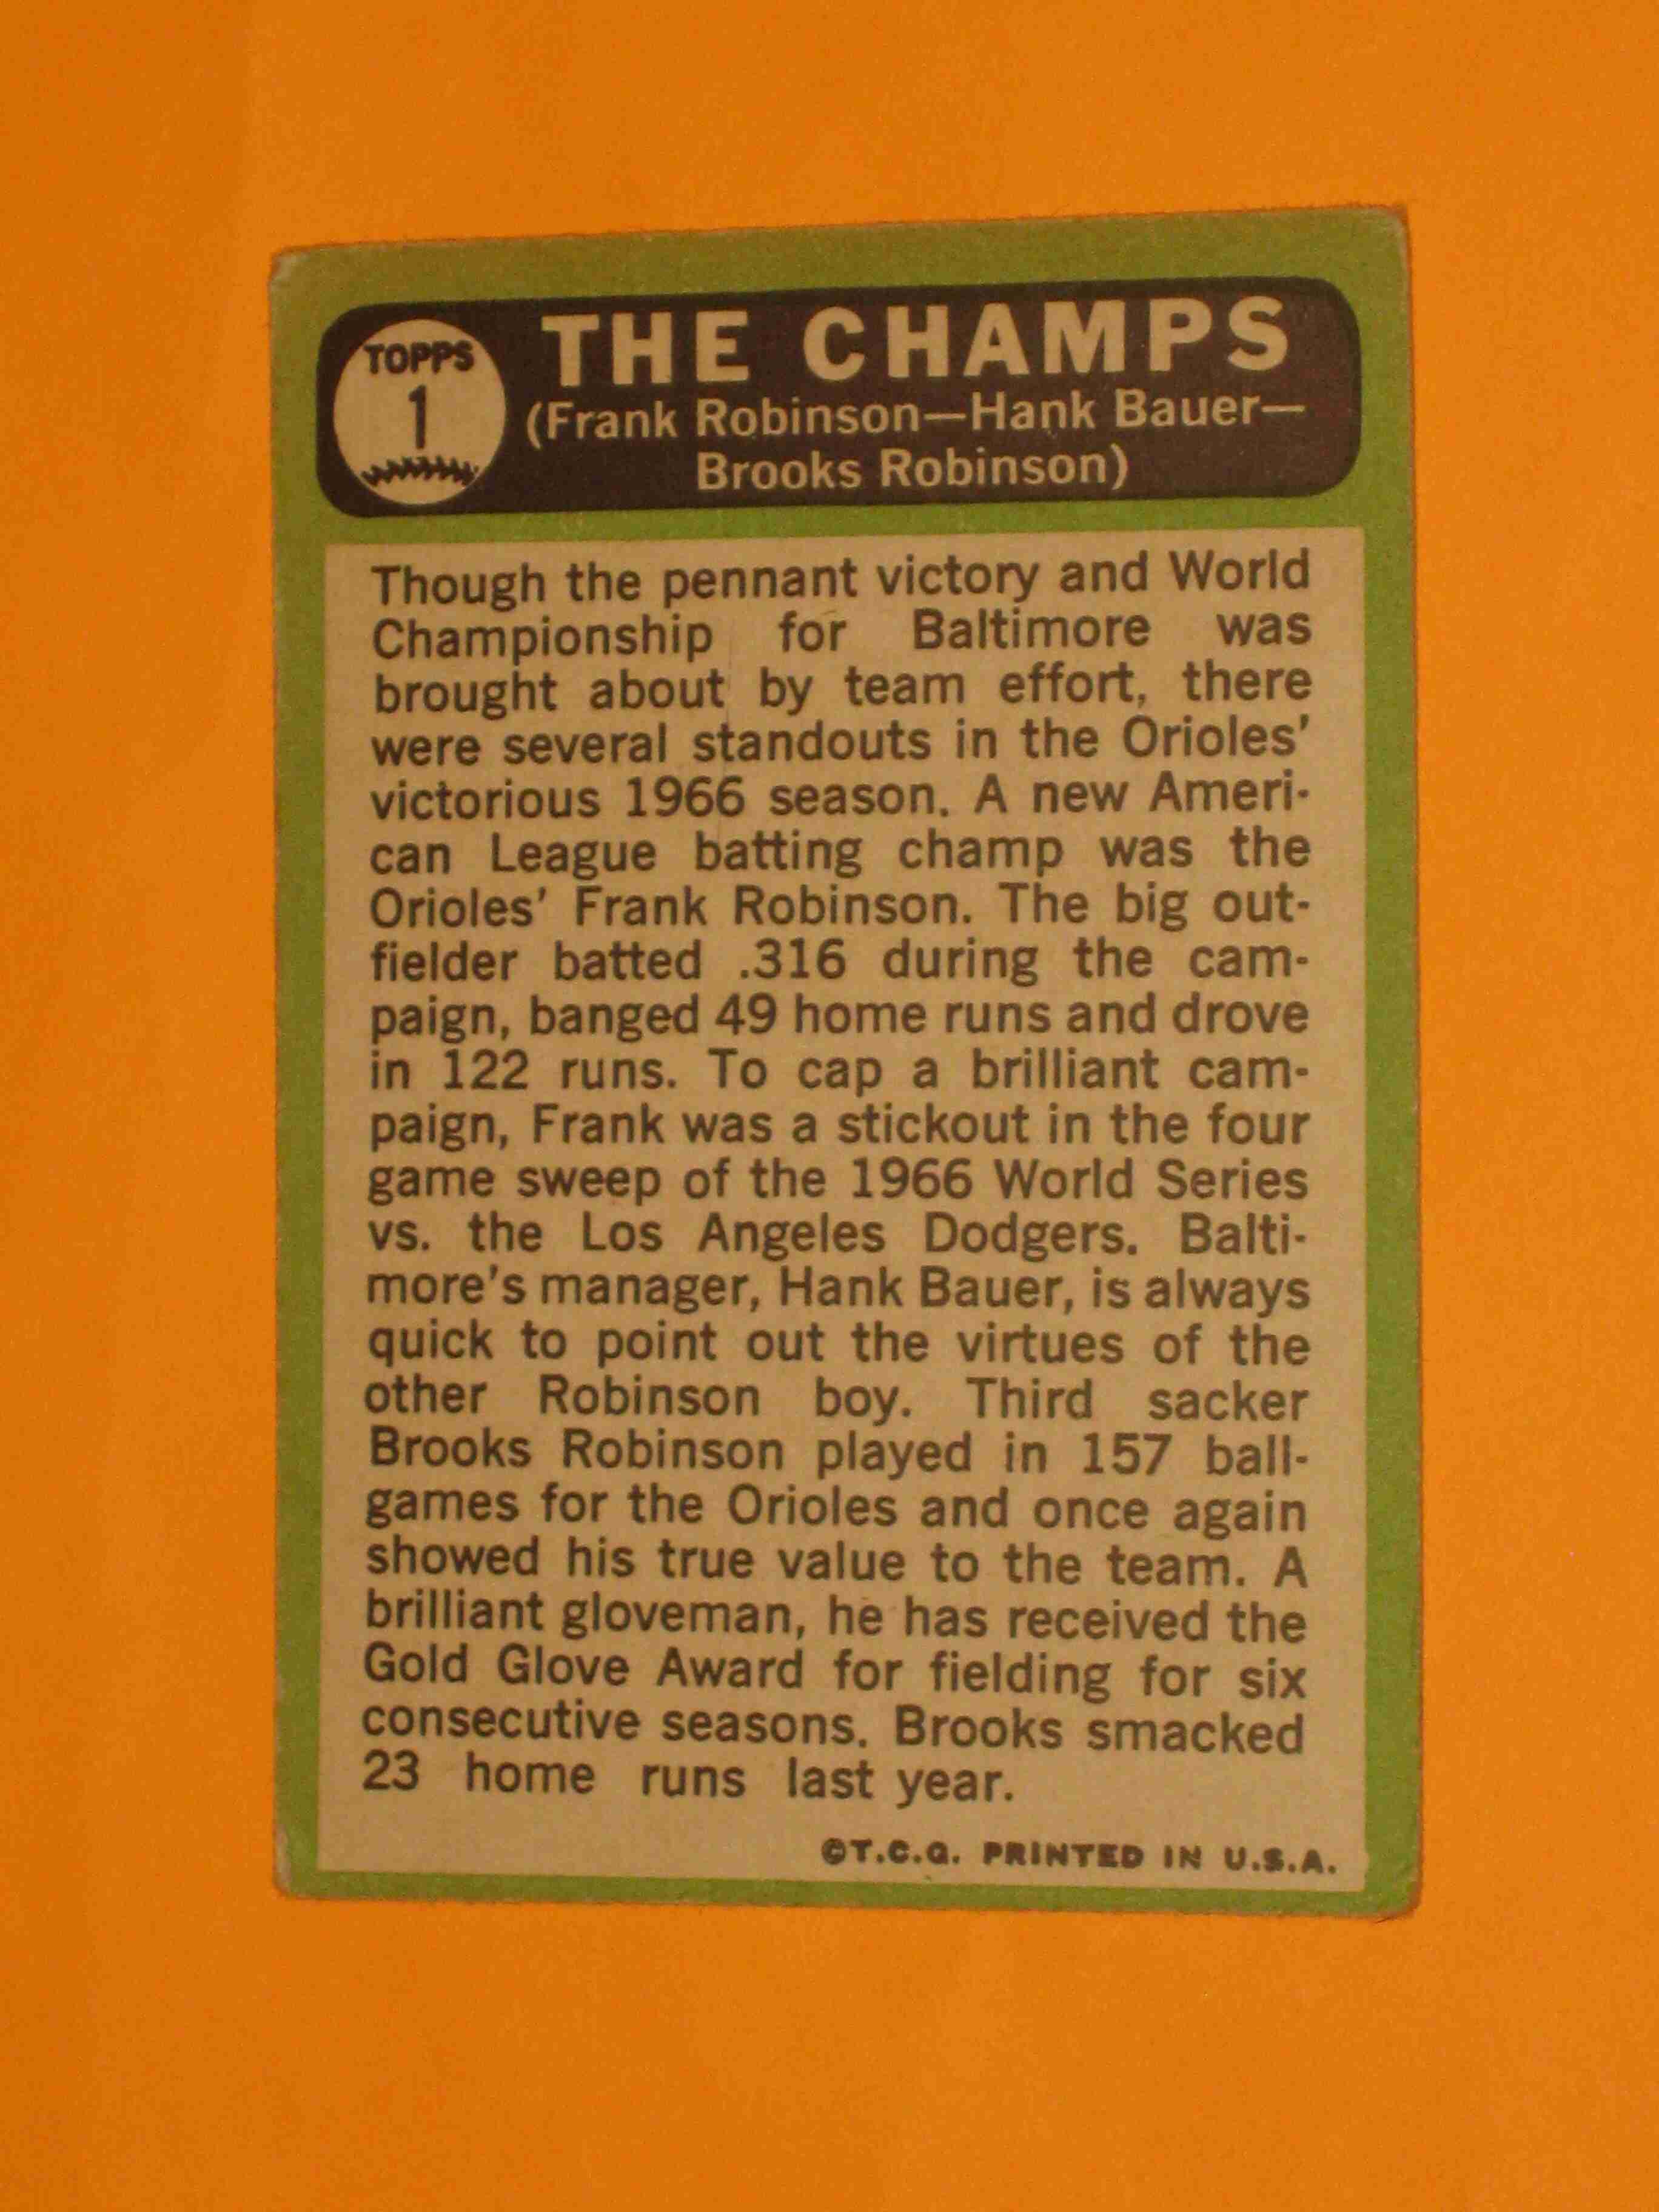 TOPPS
1
THE CHAMPS
(Frank Robinson—Hank Bauer—
Brooks Robinson)
Though the pennant victory and World
Championship for Baltimore was
brought about by team effort, there
were several standouts in the Orioles'
victorious 1966 season. A new Ameri-
can League batting champ was the
Orioles' Frank Robinson. The big out-
fielder batted .316 during the cam-
paign, banged 49 home runs and drove
in 122 runs. To cap a brilliant cam-
paign, Frank was a stickout in the four
game sweep of the 1966 World Series
vs. the Los Angeles Dodgers. Balti-
more's manager, Hank Bauer, is always
quick to point out the virtues of the
other Robinson boy. Third sacker
Brooks Robinson played in 157 ball-
games for the Orioles and once again
showed his true value to the team. A
brilliant gloveman, he has received the
Gold Glove Award for fielding for six
consecutive seasons. Brooks smacked
23 home runs last year.
©T.C.G. PRINTED IN U.S.A.